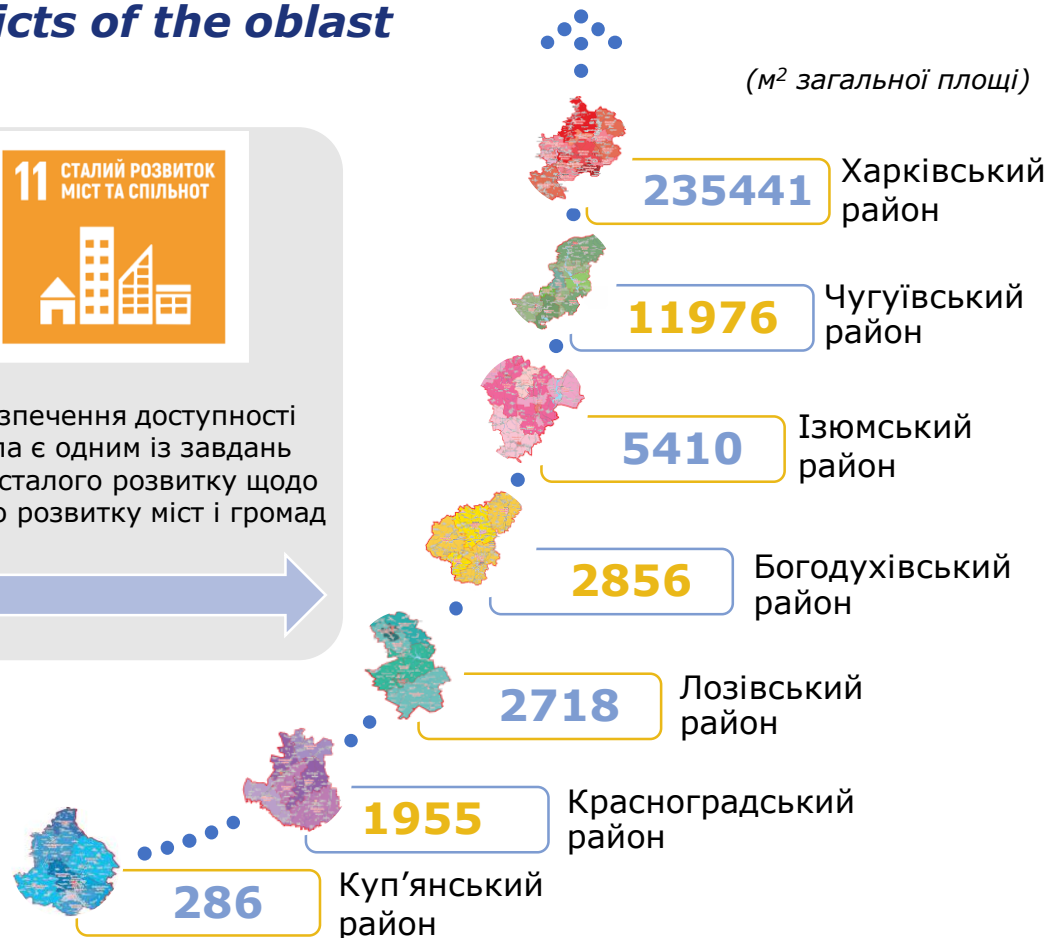 icts of the oblast
(м² загальної площі)
11 СТАЛИЙ РОЗВИТОК
МІСТ ТА СПІЛЬНОТ
235441
Харківський
район
11976
Чугуївський
район
зпечення доступності
ла є одним із завдань
сталого розвитку щодо
о розвитку міст і громад
5410
Ізюмський
район
2856
Богодухівський
район
2718
Лозівський
район
1955
Красноградський
район
286
Куп’янський
район